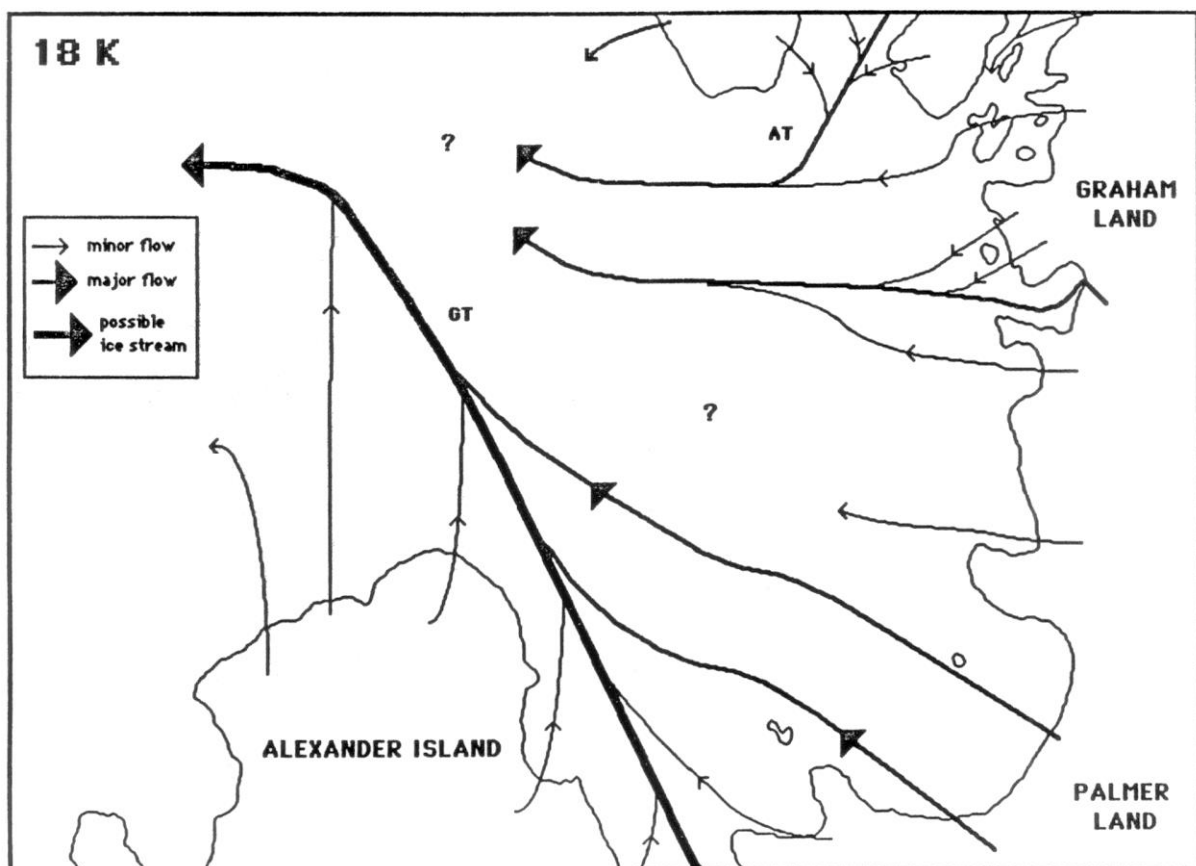 18 K
?
AT
GRAHAM
LAND
minor flow
major flow
possible
ice stream
GT
?
ALEXANDER ISLAND
PALMER
LAND